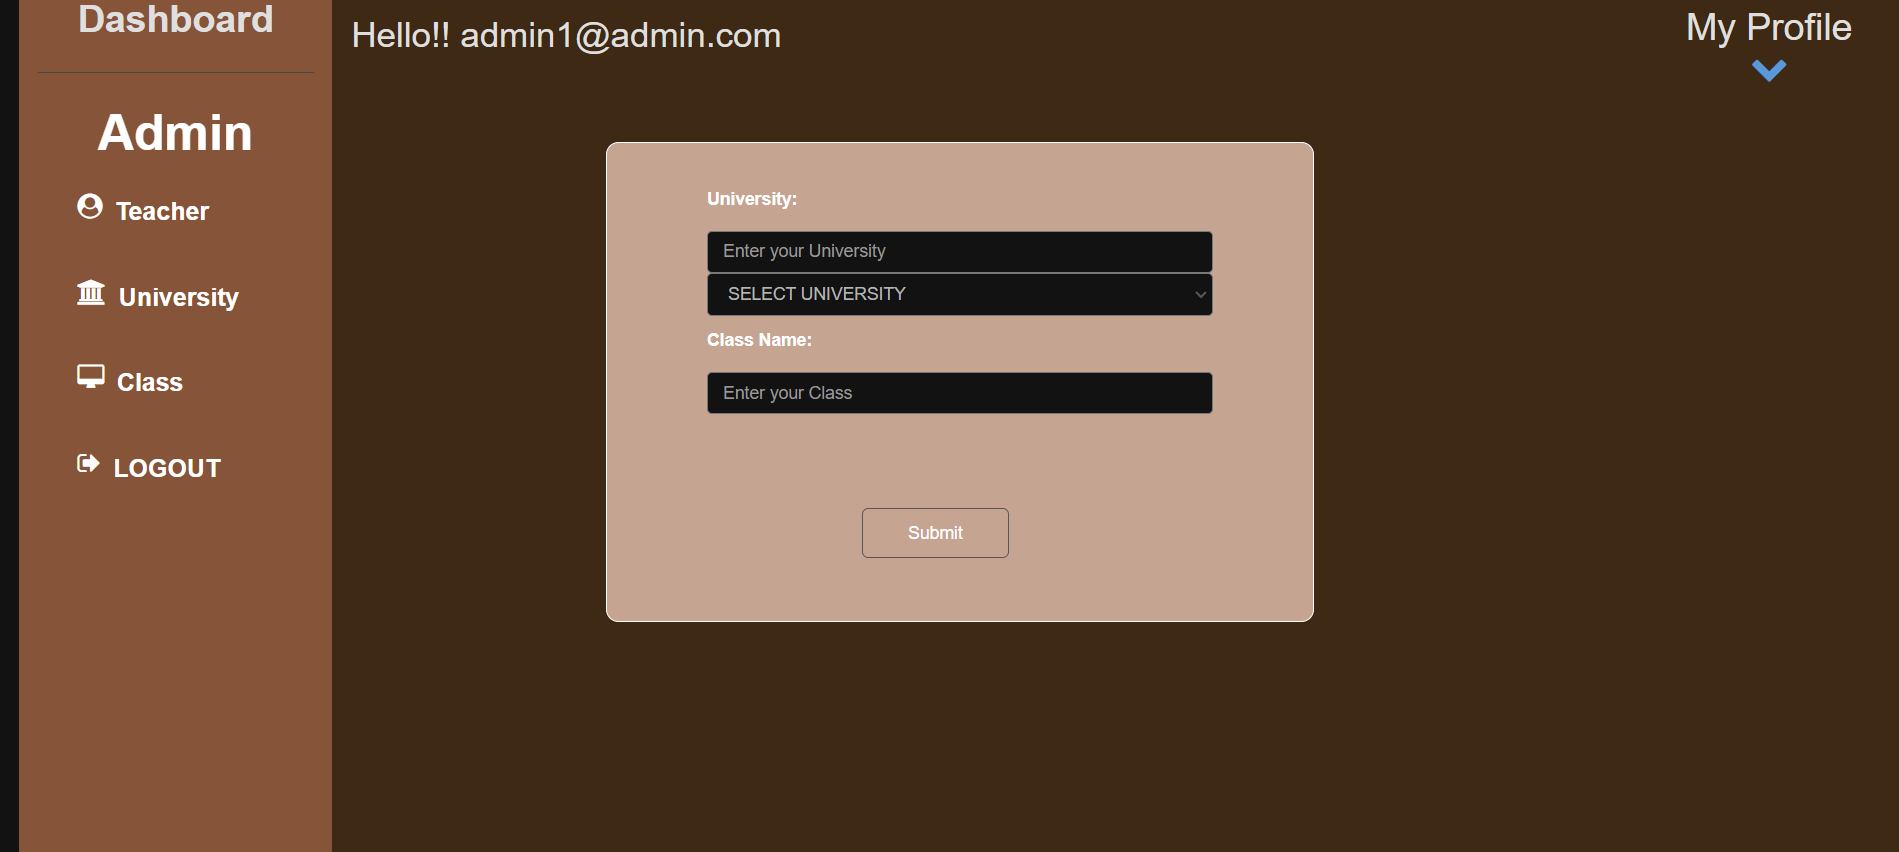 Dashboard
Admin
Teacher
University
Class
LOGOUT
Hello!! admin1@admin.com
My Profile
University:
Enter your University
SELECT UNIVERSITY
Class Name:
Enter your Class
Submit